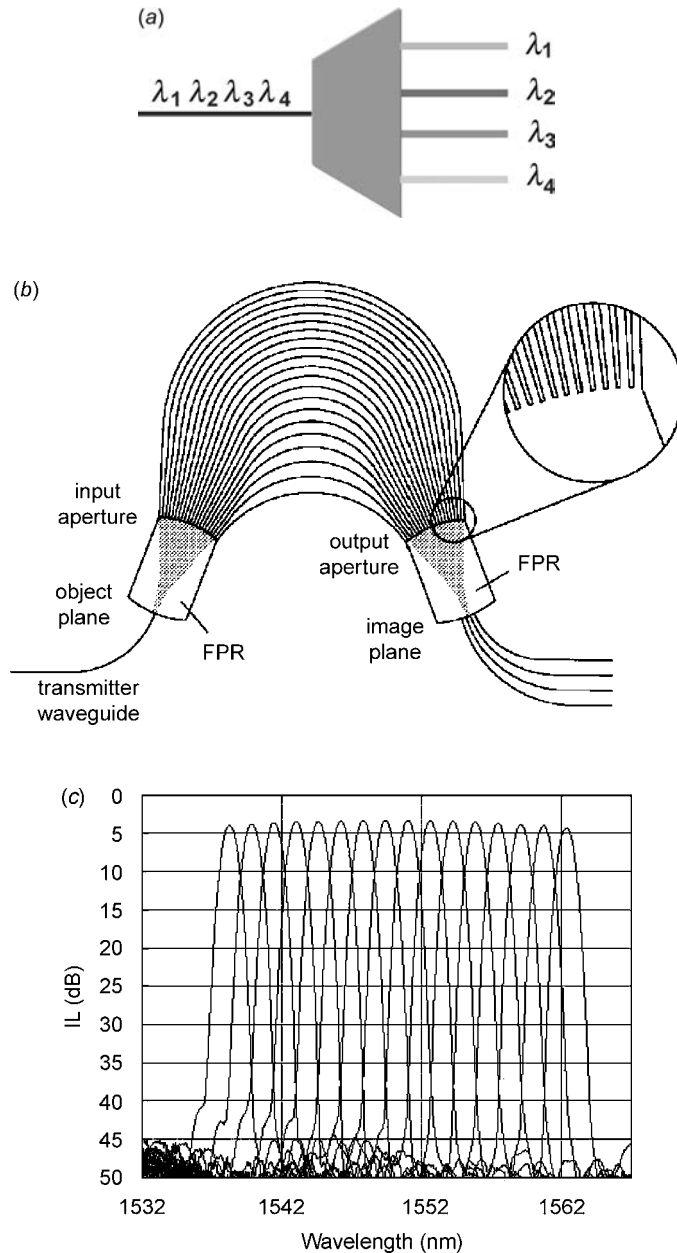 (a)
λ1 λ2 λ3 λ4
λ1
λ2
λ3
λ4
(b)
input
aperture
object
plane
FPR
transmitter
waveguide
output
aperture
FPR
image
plane
(c)
0
5
10
15
20
25
30
35
40
45
50
IL (dB)
1532
1542
1552
1562
Wavelength (nm)